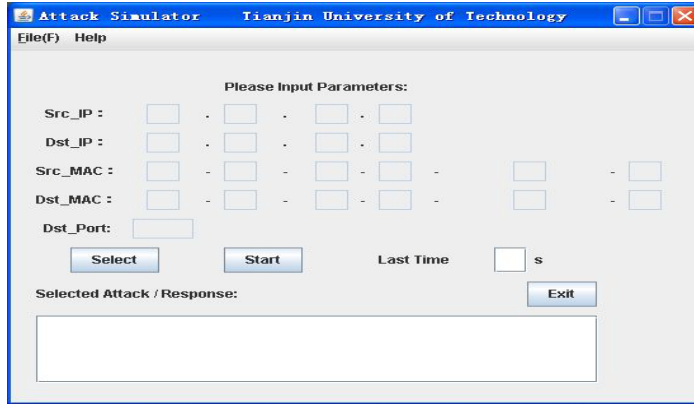 Attack Simulator Tianjin University of Technology
File(F) Help
Please Input Parameters:
Src_IP : . . .
Dst_IP : . . .
Src_MAC : - - - - -
Dst_MAC : - - - - -
Dst_Port:
Select Start Last Time s
Selected Attack / Response: Exit